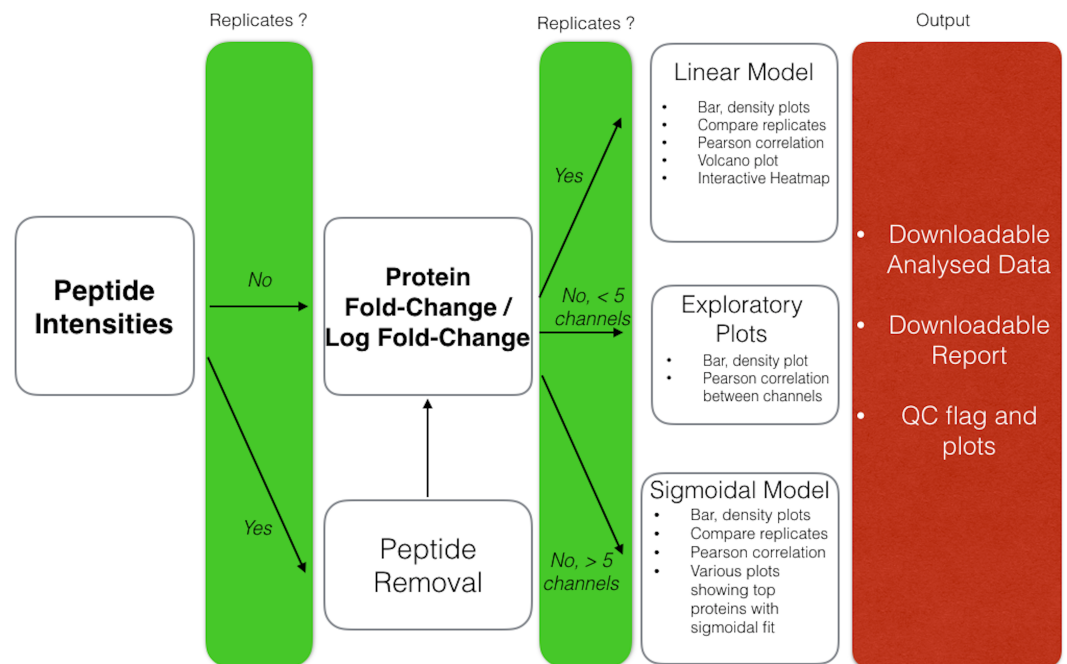 Replicates ?
Replicates ?
Output
Peptide
Intensities
No
Yes
Protein
Fold-Change /
Log Fold-Change
Peptide
Removal
Yes
No, < 5
channels
No, > 5
channels
Linear Model
• Bar, density plots
• Compare replicates
• Pearson correlation
• Volcano plot
• Interactive Heatmap
Exploratory
Plots
• Bar, density plot
• Pearson correlation
between channels
Sigmoidal Model
• Bar, density plots
• Compare replicates
• Pearson correlation
• Various plots
showing top
proteins with
sigmoidal fit
• Downloadable
Analysed Data
• Downloadable
Report
• QC flag and
plots